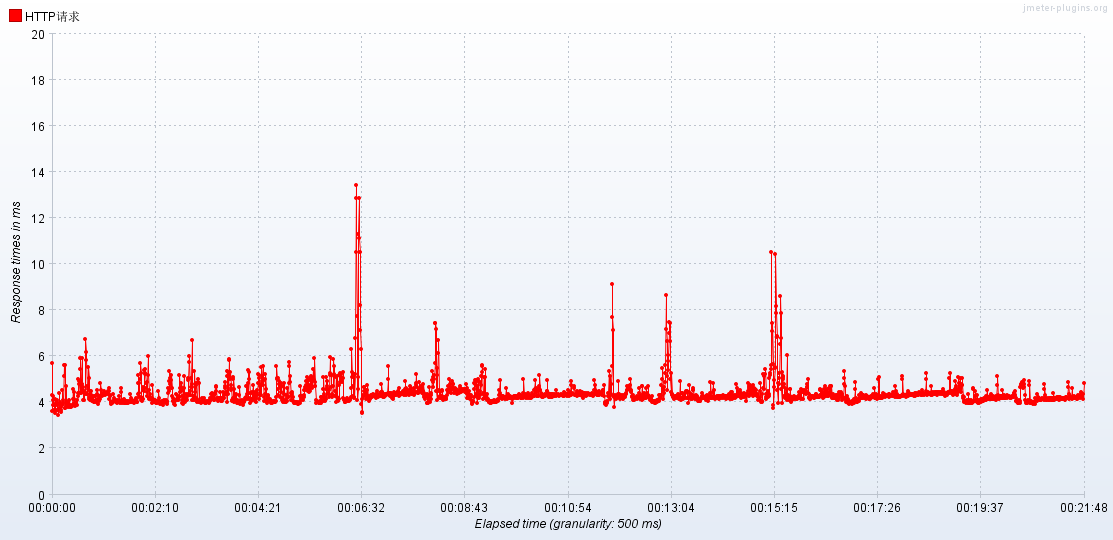 jmeter-plugins.org
HTTP请求
20
18
16
14
12
10
8
6
4
2
0
Response times in ms
00:00:00 00:02:10 00:04:21 00:06:32 00:08:43 00:10:54 00:13:04 00:15:15 00:17:26 00:19:37 00:21:48
Elapsed time (granularity: 500 ms)